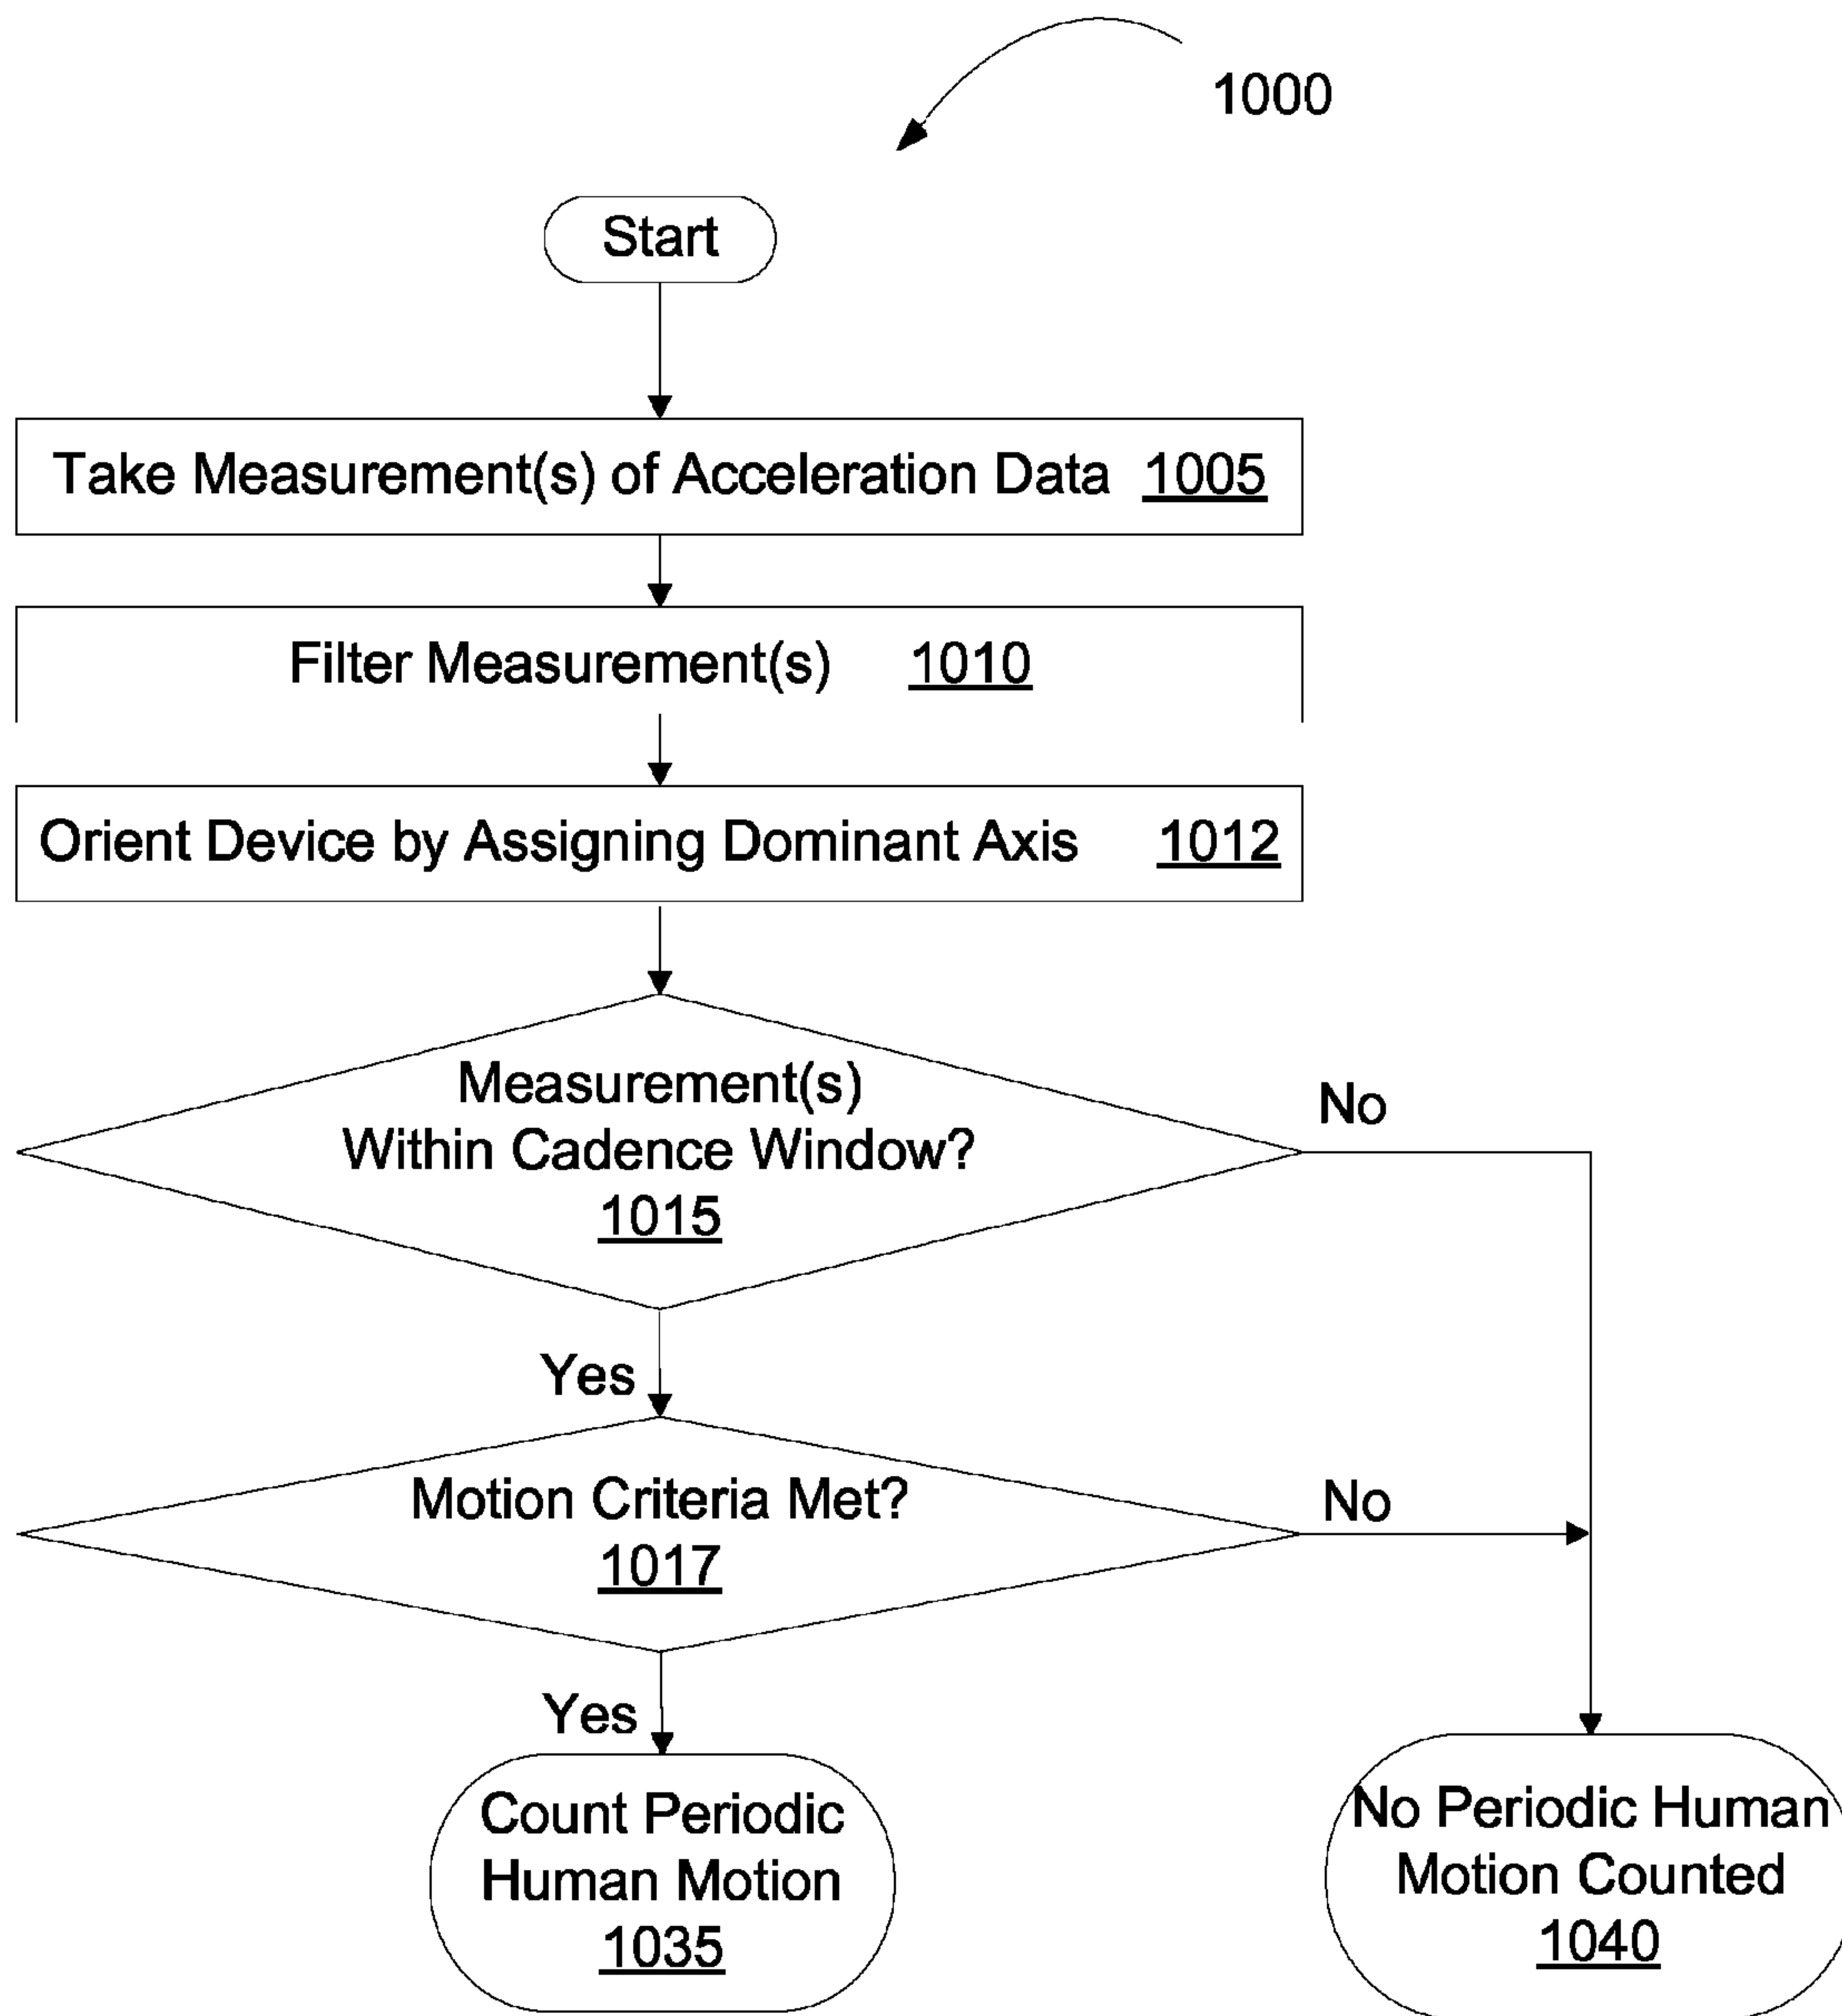 1000
Start
Take Measurement(s) of Acceleration Data 1005
Filter Measurement(s) 1010
Orient Device by Assigning Dominant Axis 1012
Measurement(s)
Within Cadence Window?
1015
No
Yes
Motion Criteria Met?
1017
No
Yes
Count Periodic
Human Motion
1035
No Periodic Human
Motion Counted
1040